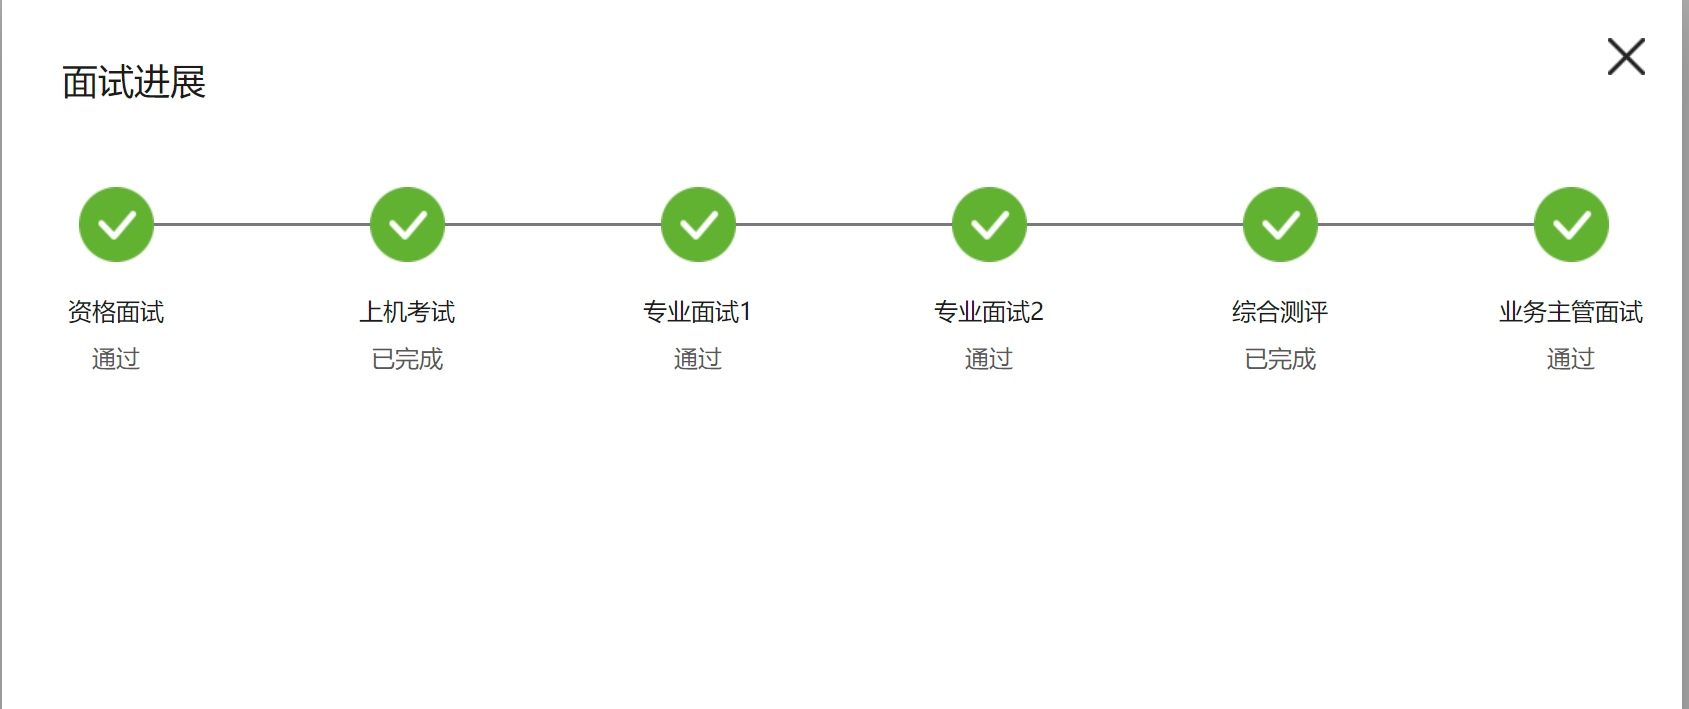 面试进展
资格面试
上机考试
专业面试1
专业面试2
综合测评
业务主管面试
通过
已完成
通过
通过
已完成
通过